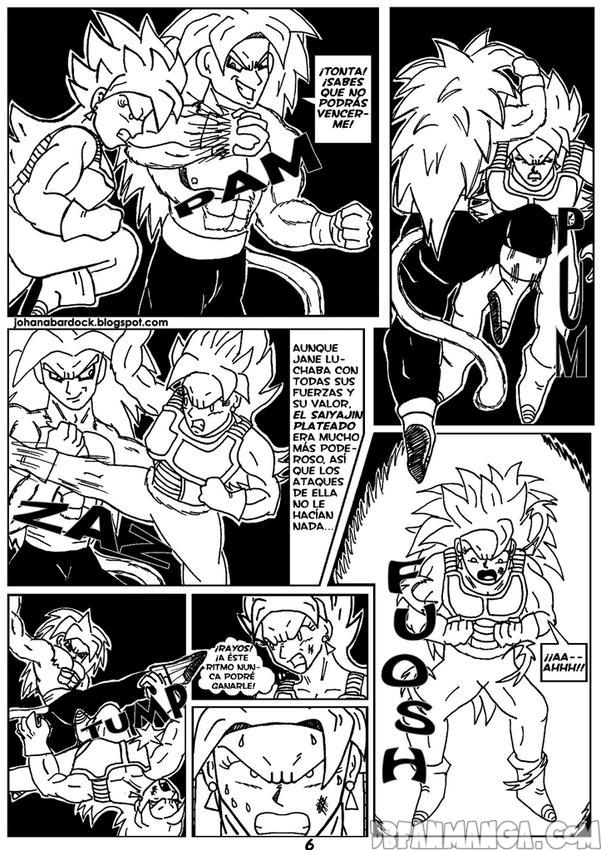 ¡TONTA!
¡SABES
QUE NO
PODRÁS
VENCER-
ME!
PAM
PUM
johanabardock.blogspot.com
AUNQUE
JANE LU-
CHABA CON
TODAS SUS
FUERZAS Y
SU VALOR,
EL SAIYAJIN
PLATEADO
ERA MUCHO
MÁS PODE-
ROSO, ASÍ
QUE LOS
ATAQUES
DE ELLA
NO LE
HACÍAN
NADA...
ZAZ
FUOSH
¡¡AA--
AHHH!!
TUMP
¡RAYOS!
¡A ÉSTE
RITMO NUN-
CA PODRÉ
GANARLE!
6
DBFANMANGA.COM